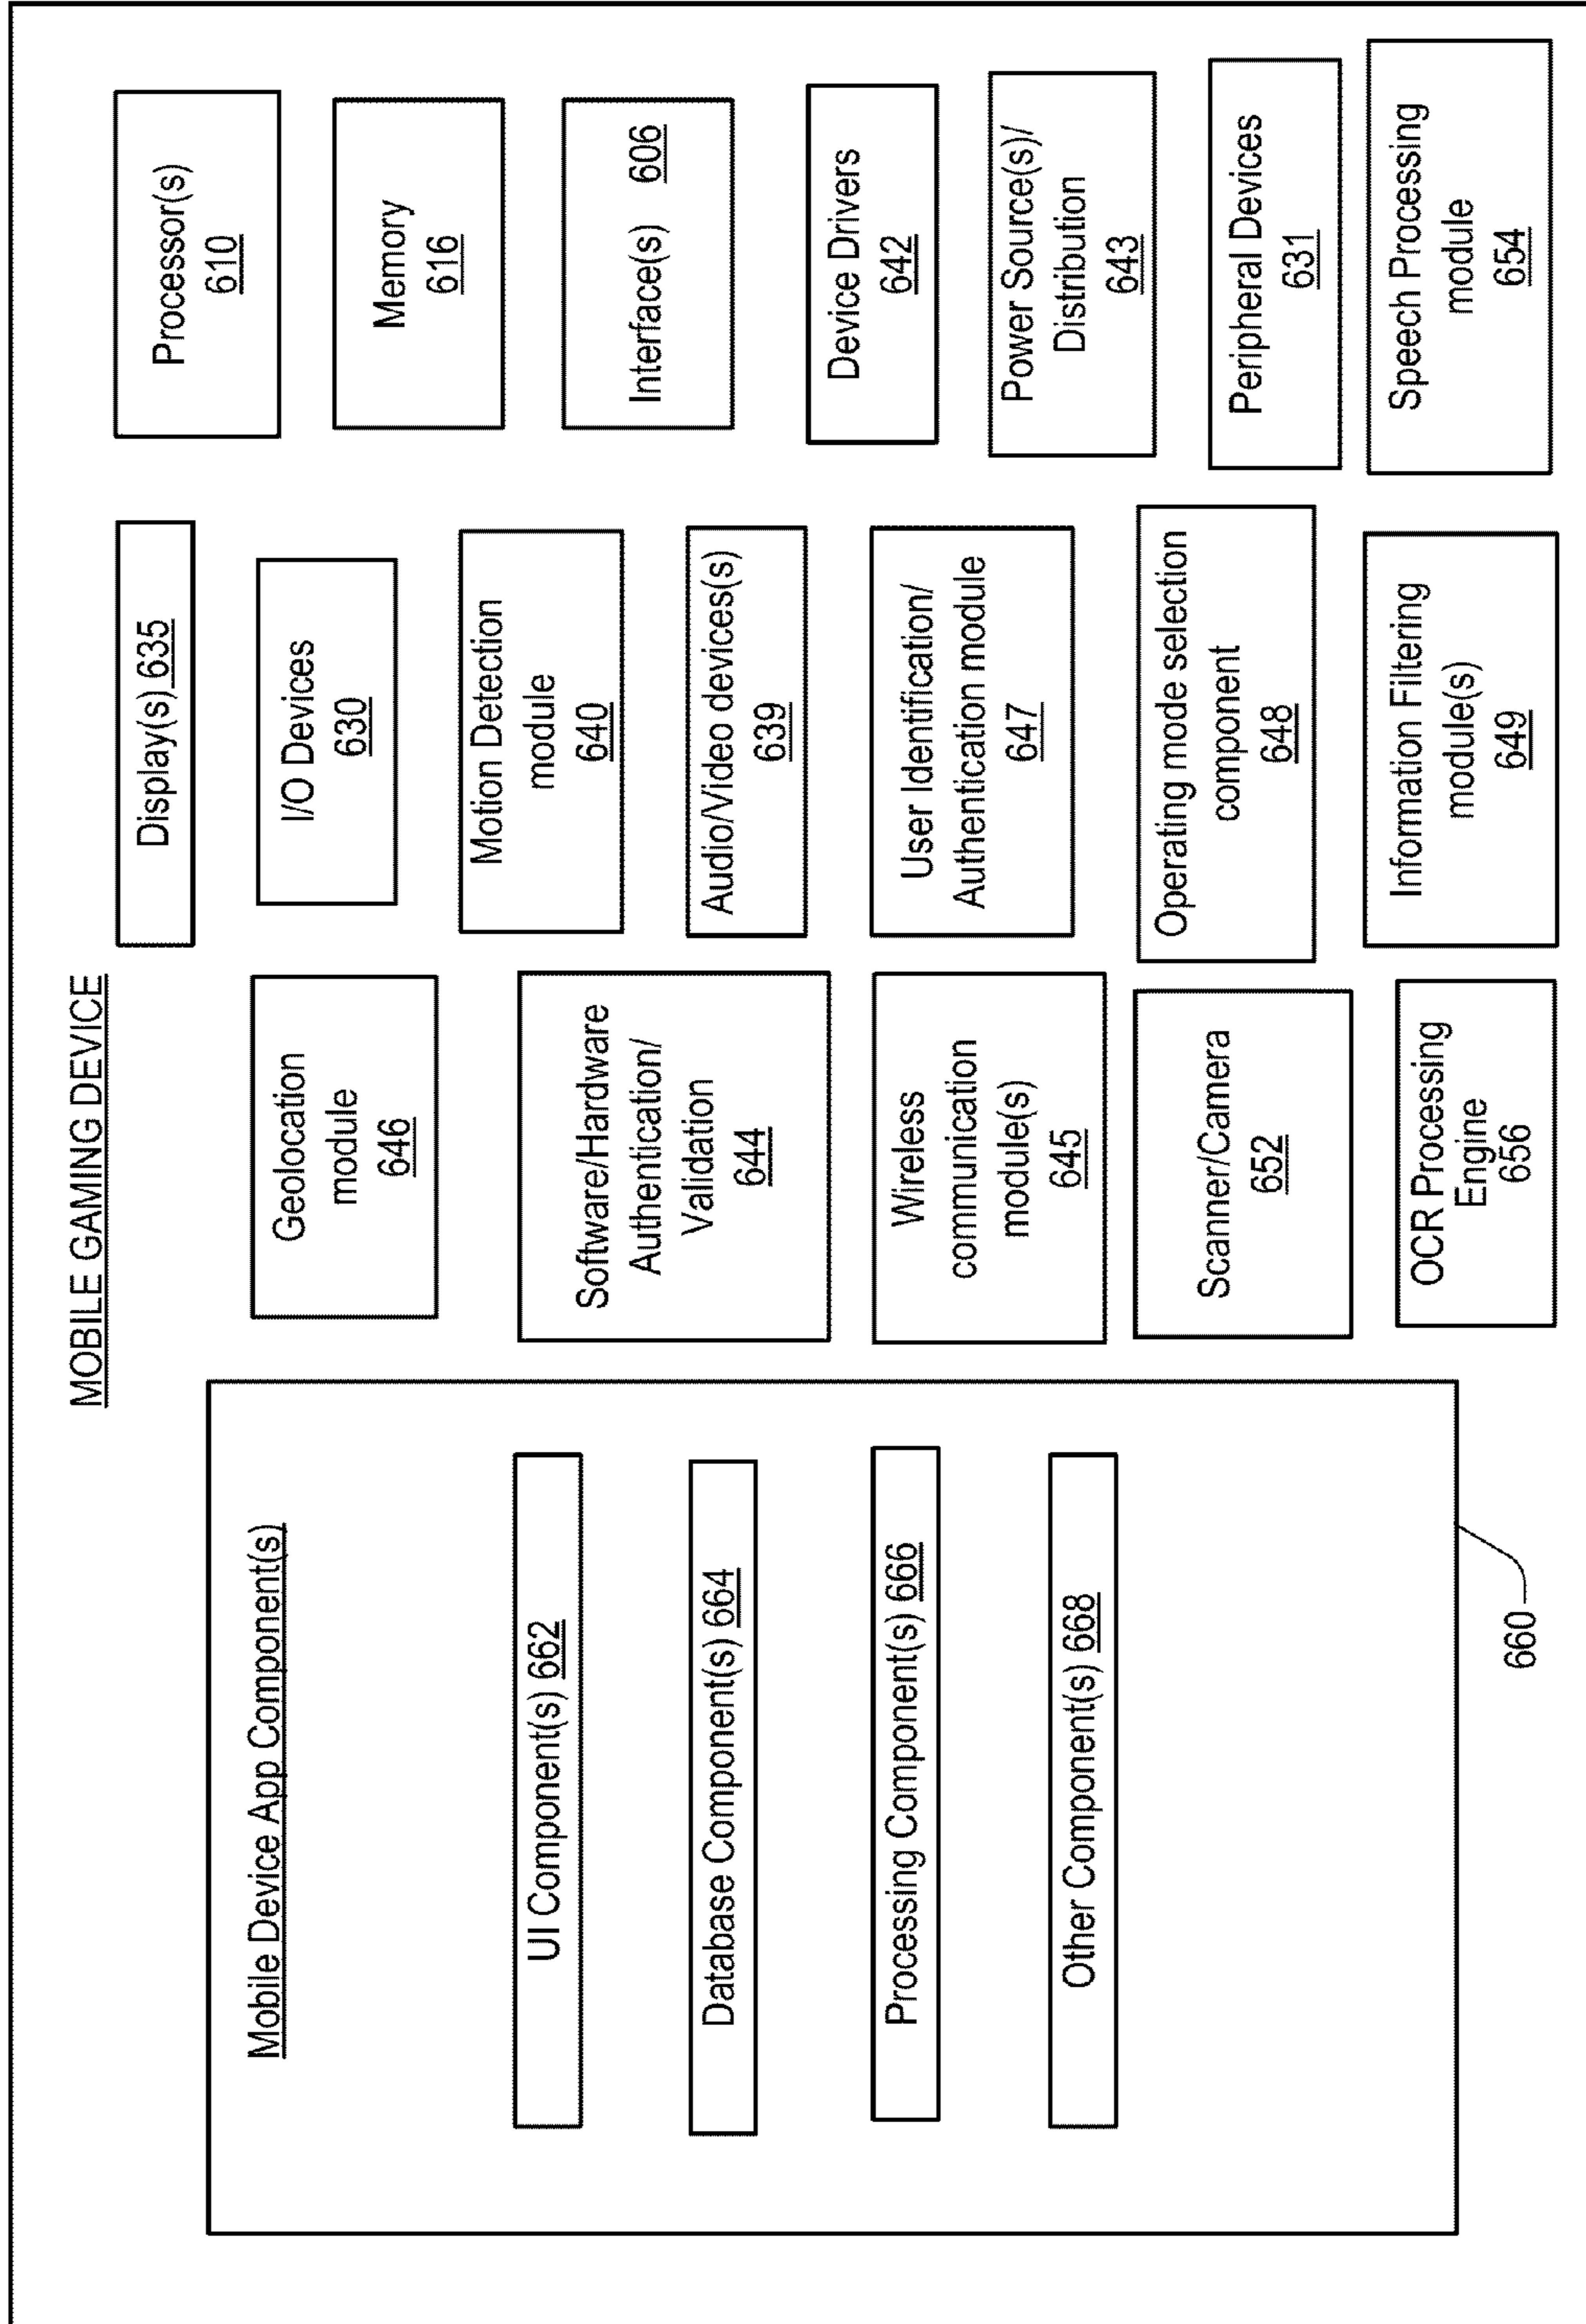 MOBILE GAMING DEVICE
Mobile Device App Component(s)
UI Component(s) 662
Database Component(s) 664
Processing Component(s) 666
Other Component(s) 668
660
Geolocation
module
646
Software/Hardware
Authentication/
Validation
644
Wireless
communication
module(s)
645
Scanner/Camera
652
OCR Processing
Engine
656
Display(s) 635
I/O Devices
630
Motion Detection
module
640
Audio/Video devices(s)
639
User Identification/
Authentication module
647
Operating mode selection
component
648
Information Filtering
module(s)
649
Processor(s)
610
Memory
616
Interface(s) 606
Device Drivers
642
Power Source(s)/
Distribution
643
Peripheral Devices
631
Speech Processing
module
654